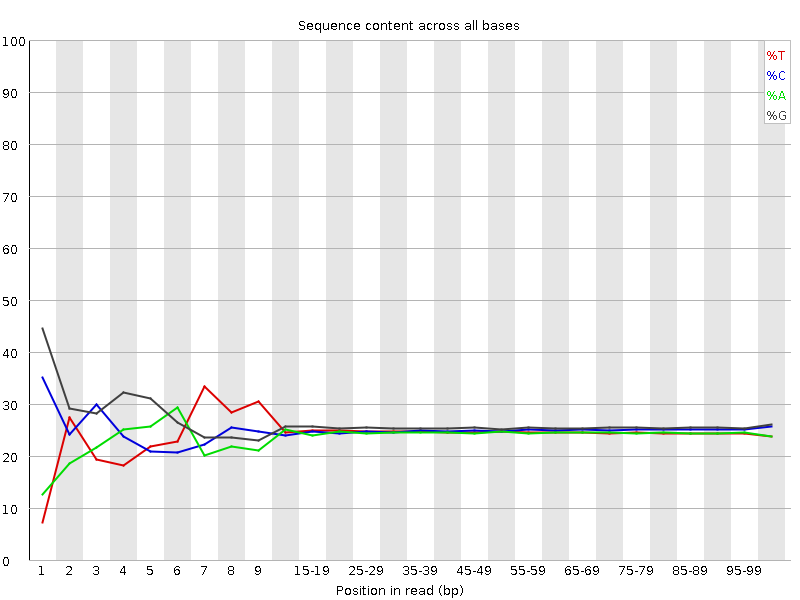 Sequence content across all bases
100
90
80
70
60
50
40
30
20
10
0
%T
%C
%A
%G
1 2 3 4 5 6 7 8 9 15-19 25-29 35-39 45-49 55-59 65-69 75-79 85-89 95-99
Position in read (bp)